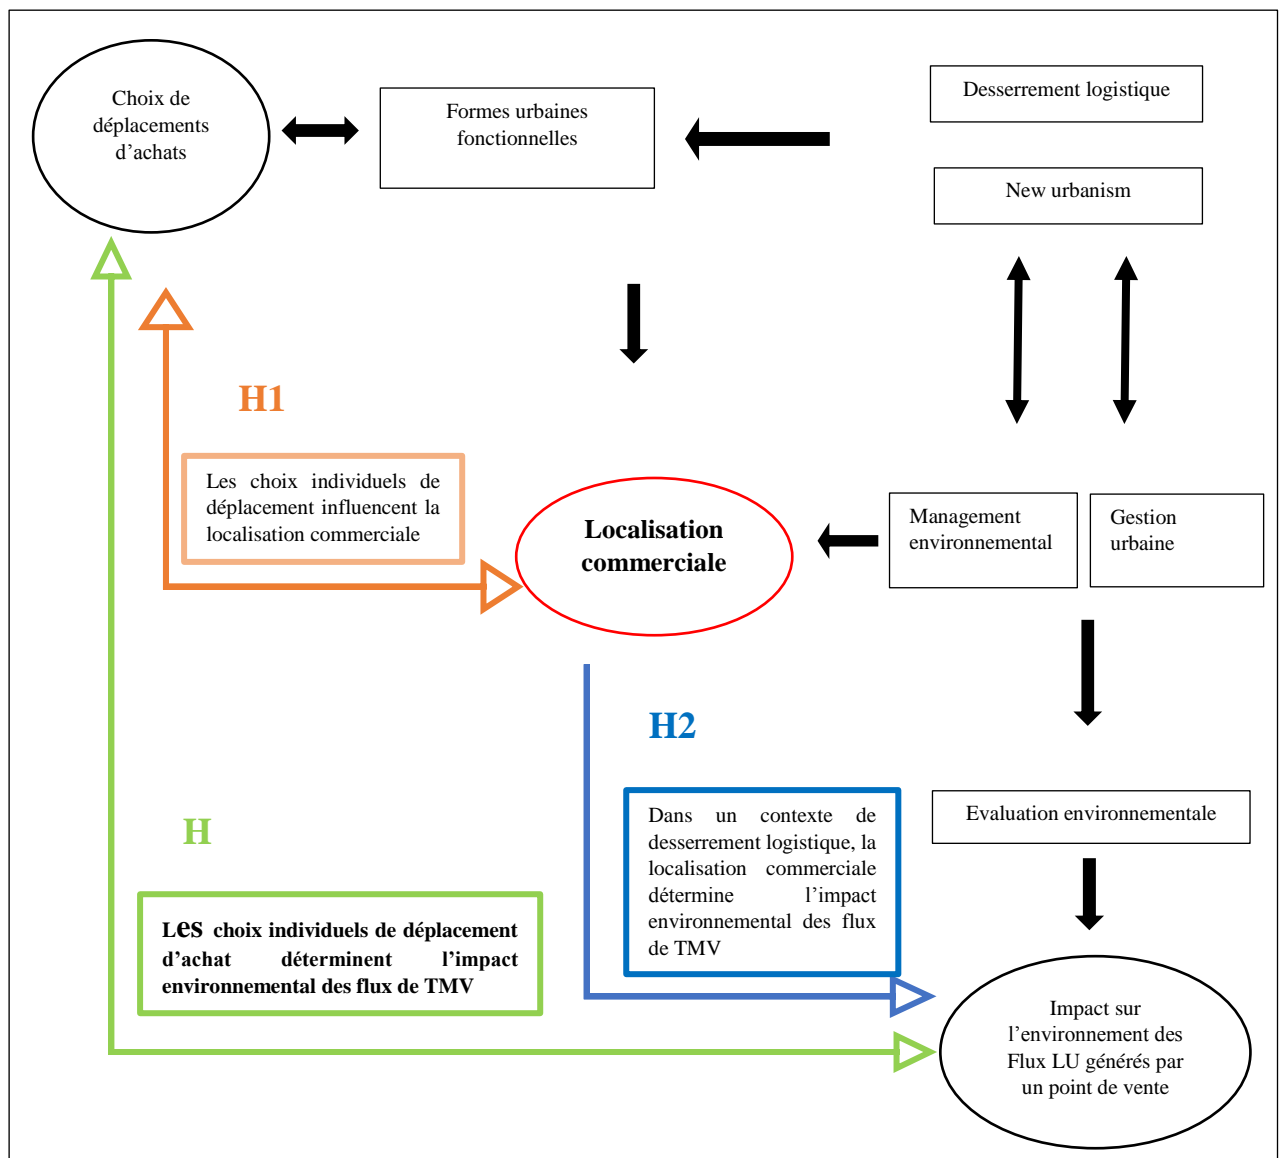 Choix de
déplacements
d’achats
Formes urbaines
fonctionnelles
Desserrement logistique
New urbanism
H1
Les choix individuels de
déplacement influencent la
localisation commerciale
Localisation
commerciale
Management
environnemental
Gestion
urbaine
H2
Dans un contexte de
desserrement logistique, la
localisation commerciale
détermine l’impact
environnemental des flux
de TMV
Evaluation environnementale
H
Les choix individuels de déplacement
d’achat déterminent l’impact
environnemental des flux de TMV
Impact sur
l’environnement des
Flux LU générés par
un point de vente